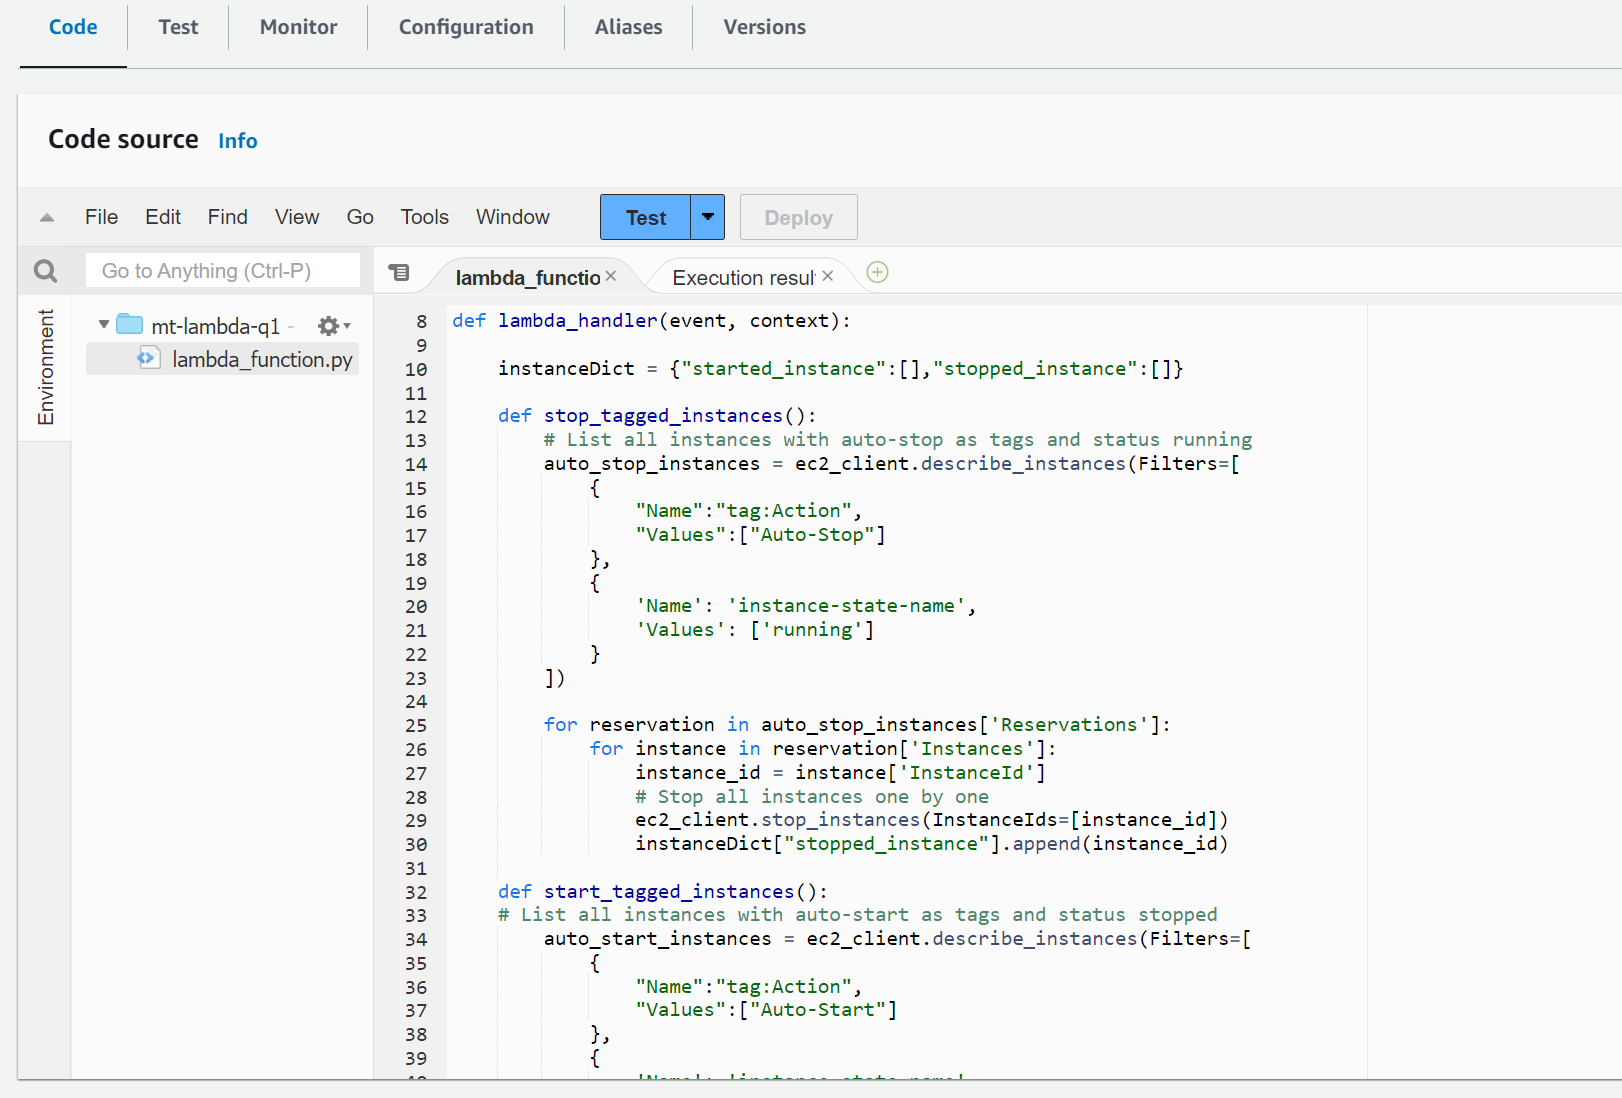 Code Test Monitor Configuration Aliases Versions
Code source Info
File Edit Find View Go Tools Window Test Deploy
Go to Anything (Ctrl-P) lambda_functio × Execution resul ×
Environment
mt-lambda-q1 -
lambda_function.py
8 def lambda_handler(event, context):
9
10     instanceDict = {"started_instance":[],"stopped_instance":[]}
11
12     def stop_tagged_instances():
13         # List all instances with auto-stop as tags and status running
14         auto_stop_instances = ec2_client.describe_instances(Filters=[
15             {
16                 "Name":"tag:Action",
17                 "Values":["Auto-Stop"]
18             },
19             {
20                 'Name': 'instance-state-name',
21                 'Values': ['running']
22             }
23         ])
24
25         for reservation in auto_stop_instances['Reservations']:
26             for instance in reservation['Instances']:
27                 instance_id = instance['InstanceId']
28                 # Stop all instances one by one
29                 ec2_client.stop_instances(InstanceIds=[instance_id])
30                 instanceDict["stopped_instance"].append(instance_id)
31
32     def start_tagged_instances():
33     # List all instances with auto-start as tags and status stopped
34         auto_start_instances = ec2_client.describe_instances(Filters=[
35             {
36                 "Name":"tag:Action",
37                 "Values":["Auto-Start"]
38             },
39             {
40                 'Name': 'instance-state-name',